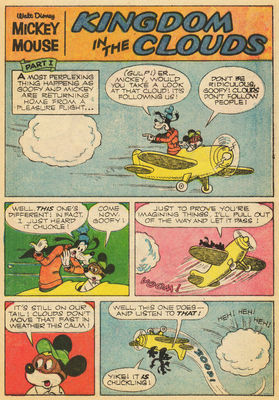 Walt Disney
MICKEY
MOUSE
KINGDOM
IN THE
CLOUDS
PART I
A MOST PERPLEXING
THING HAPPENS AS
GOOFY AND MICKEY
ARE RETURNING
HOME FROM A
PLEASURE FLIGHT...
(GULP!) ER...
MICKEY, WOULD
YOU TAKE A LOOK
AT THAT CLOUD! IT'S
FOLLOWING US!
DON'T BE
RIDICULOUS,
GOOFY! CLOUDS
DON'T FOLLOW
PEOPLE!
WELL, THIS ONE'S
DIFFERENT! IN FACT,
I JUST HEARD
IT CHUCKLE!
COME
NOW,
GOOFY!
JUST TO PROVE YOU'RE
IMAGINING THINGS, I'LL PULL OUT
OF THE WAY AND LET IT PASS!
IT'S STILL ON OUR
TAIL! CLOUDS DON'T
MOVE THAT FAST IN
WEATHER THIS CALM!
WELL, THIS ONE DOES—
AND LISTEN TO THAT!
HEH! HEH!
HEH!
YIKE! IT IS
CHUCKLING!